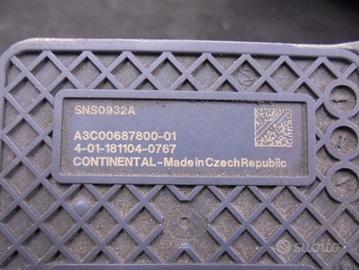 SNS0932A
A3C00687800-01
4-01-181104-0767
CONTINENTAL-Made in Czech Republic
subito